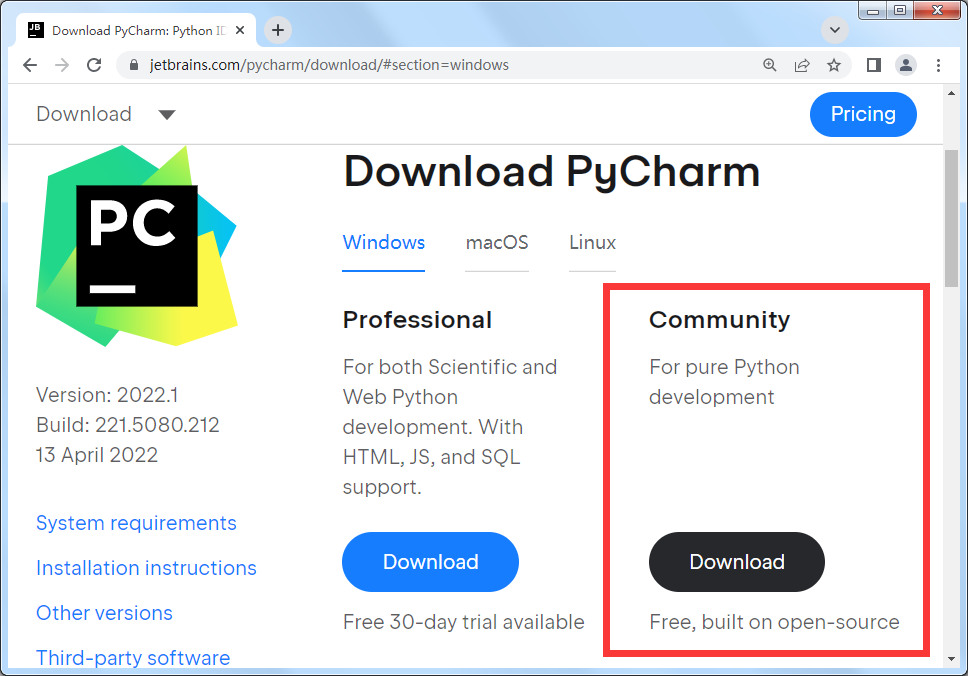 JB
Download PyCharm: Python ID
jetbrains.com/pycharm/download/#section=windows
Download
Pricing
PC
Download PyCharm
Windows macOS Linux
Professional
For both Scientific and
Web Python
development. With
HTML, JS, and SQL
support.
Download
Free 30-day trial available
Community
For pure Python
development
Download
Free, built on open-source
Version: 2022.1
Build: 221.5080.212
13 April 2022
System requirements
Installation instructions
Other versions
Third-party software